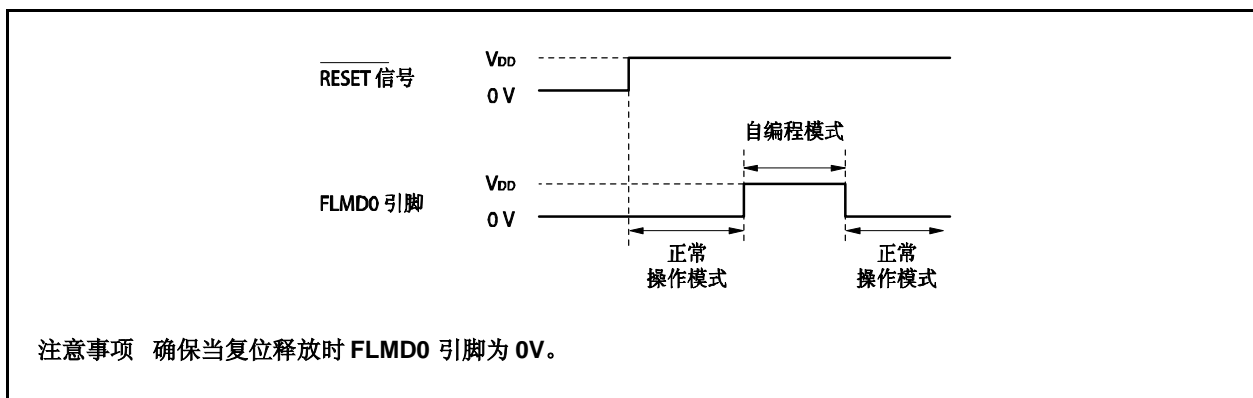 RESET 信号
VDD
0 V
自编程模式
FLMD0 引脚
VDD
0 V
正常
操作模式
正常
操作模式
注意事项 确保当复位释放时 FLMD0 引脚为 0V。